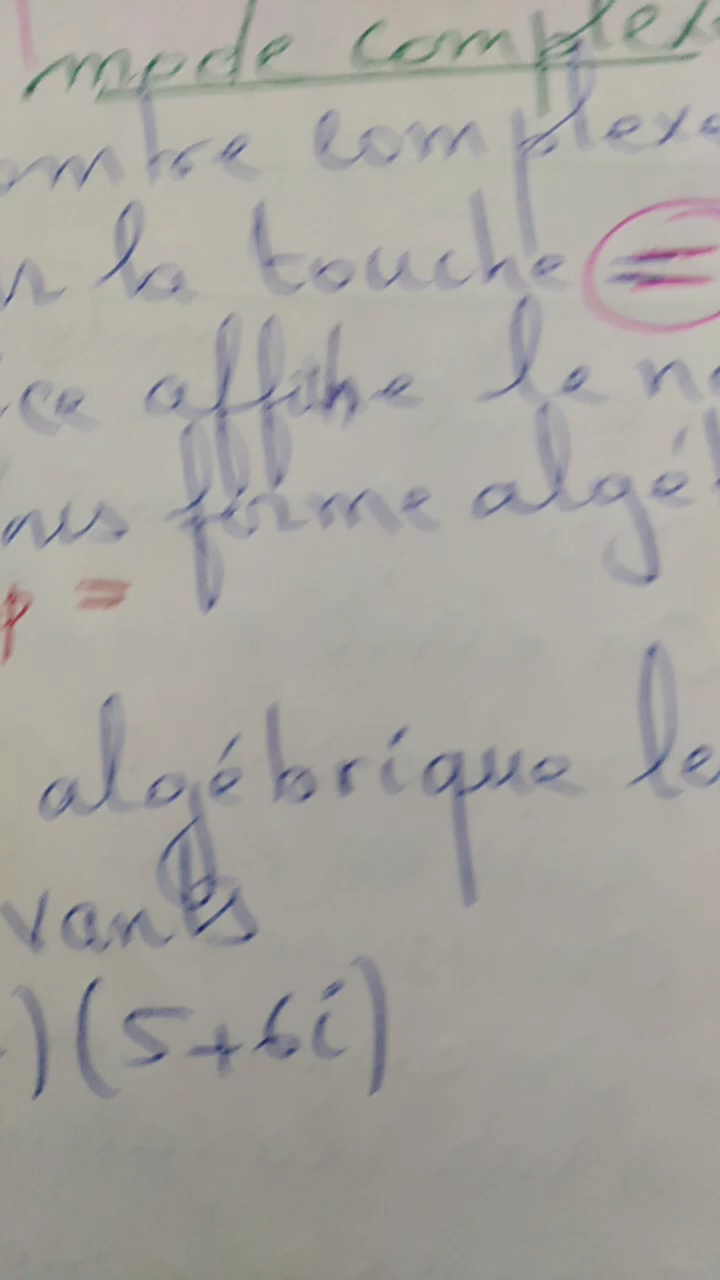 mode complex
ombre complexe
r la touche =
ce affiche le n
ous forme algé
p =
algébrique le
vants
) (5+6i)